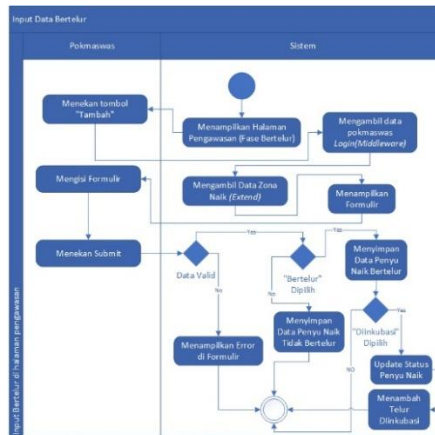 Input Data Bertelur
Pokmaswas
Sistem
Input Bertelur di halaman pengawasan
Menekan tombol
"Tambah"
Menampilkan Halaman
Pengawasan (Fase Bertelur)
Mengambil data
pokmaswas
Login(Middleware)
Mengisi Formulir
Mengambil Data Zona
Naik (Extend)
Menampilkan
Formulir
Menekan Submit
Data Valid
Yes
No
"Bertelur"
Dipilih
Yes
No
Menyimpan
Data Penyu
Naik Bertelur
Menampilkan Error
di Formulir
Menyimpan
Data Penyu Naik
Tidak Bertelur
"DiInkubasi"
Dipilih
Yes
NO
Update Status
Penyu Naik
Menambah
Telur
DiInkubasi